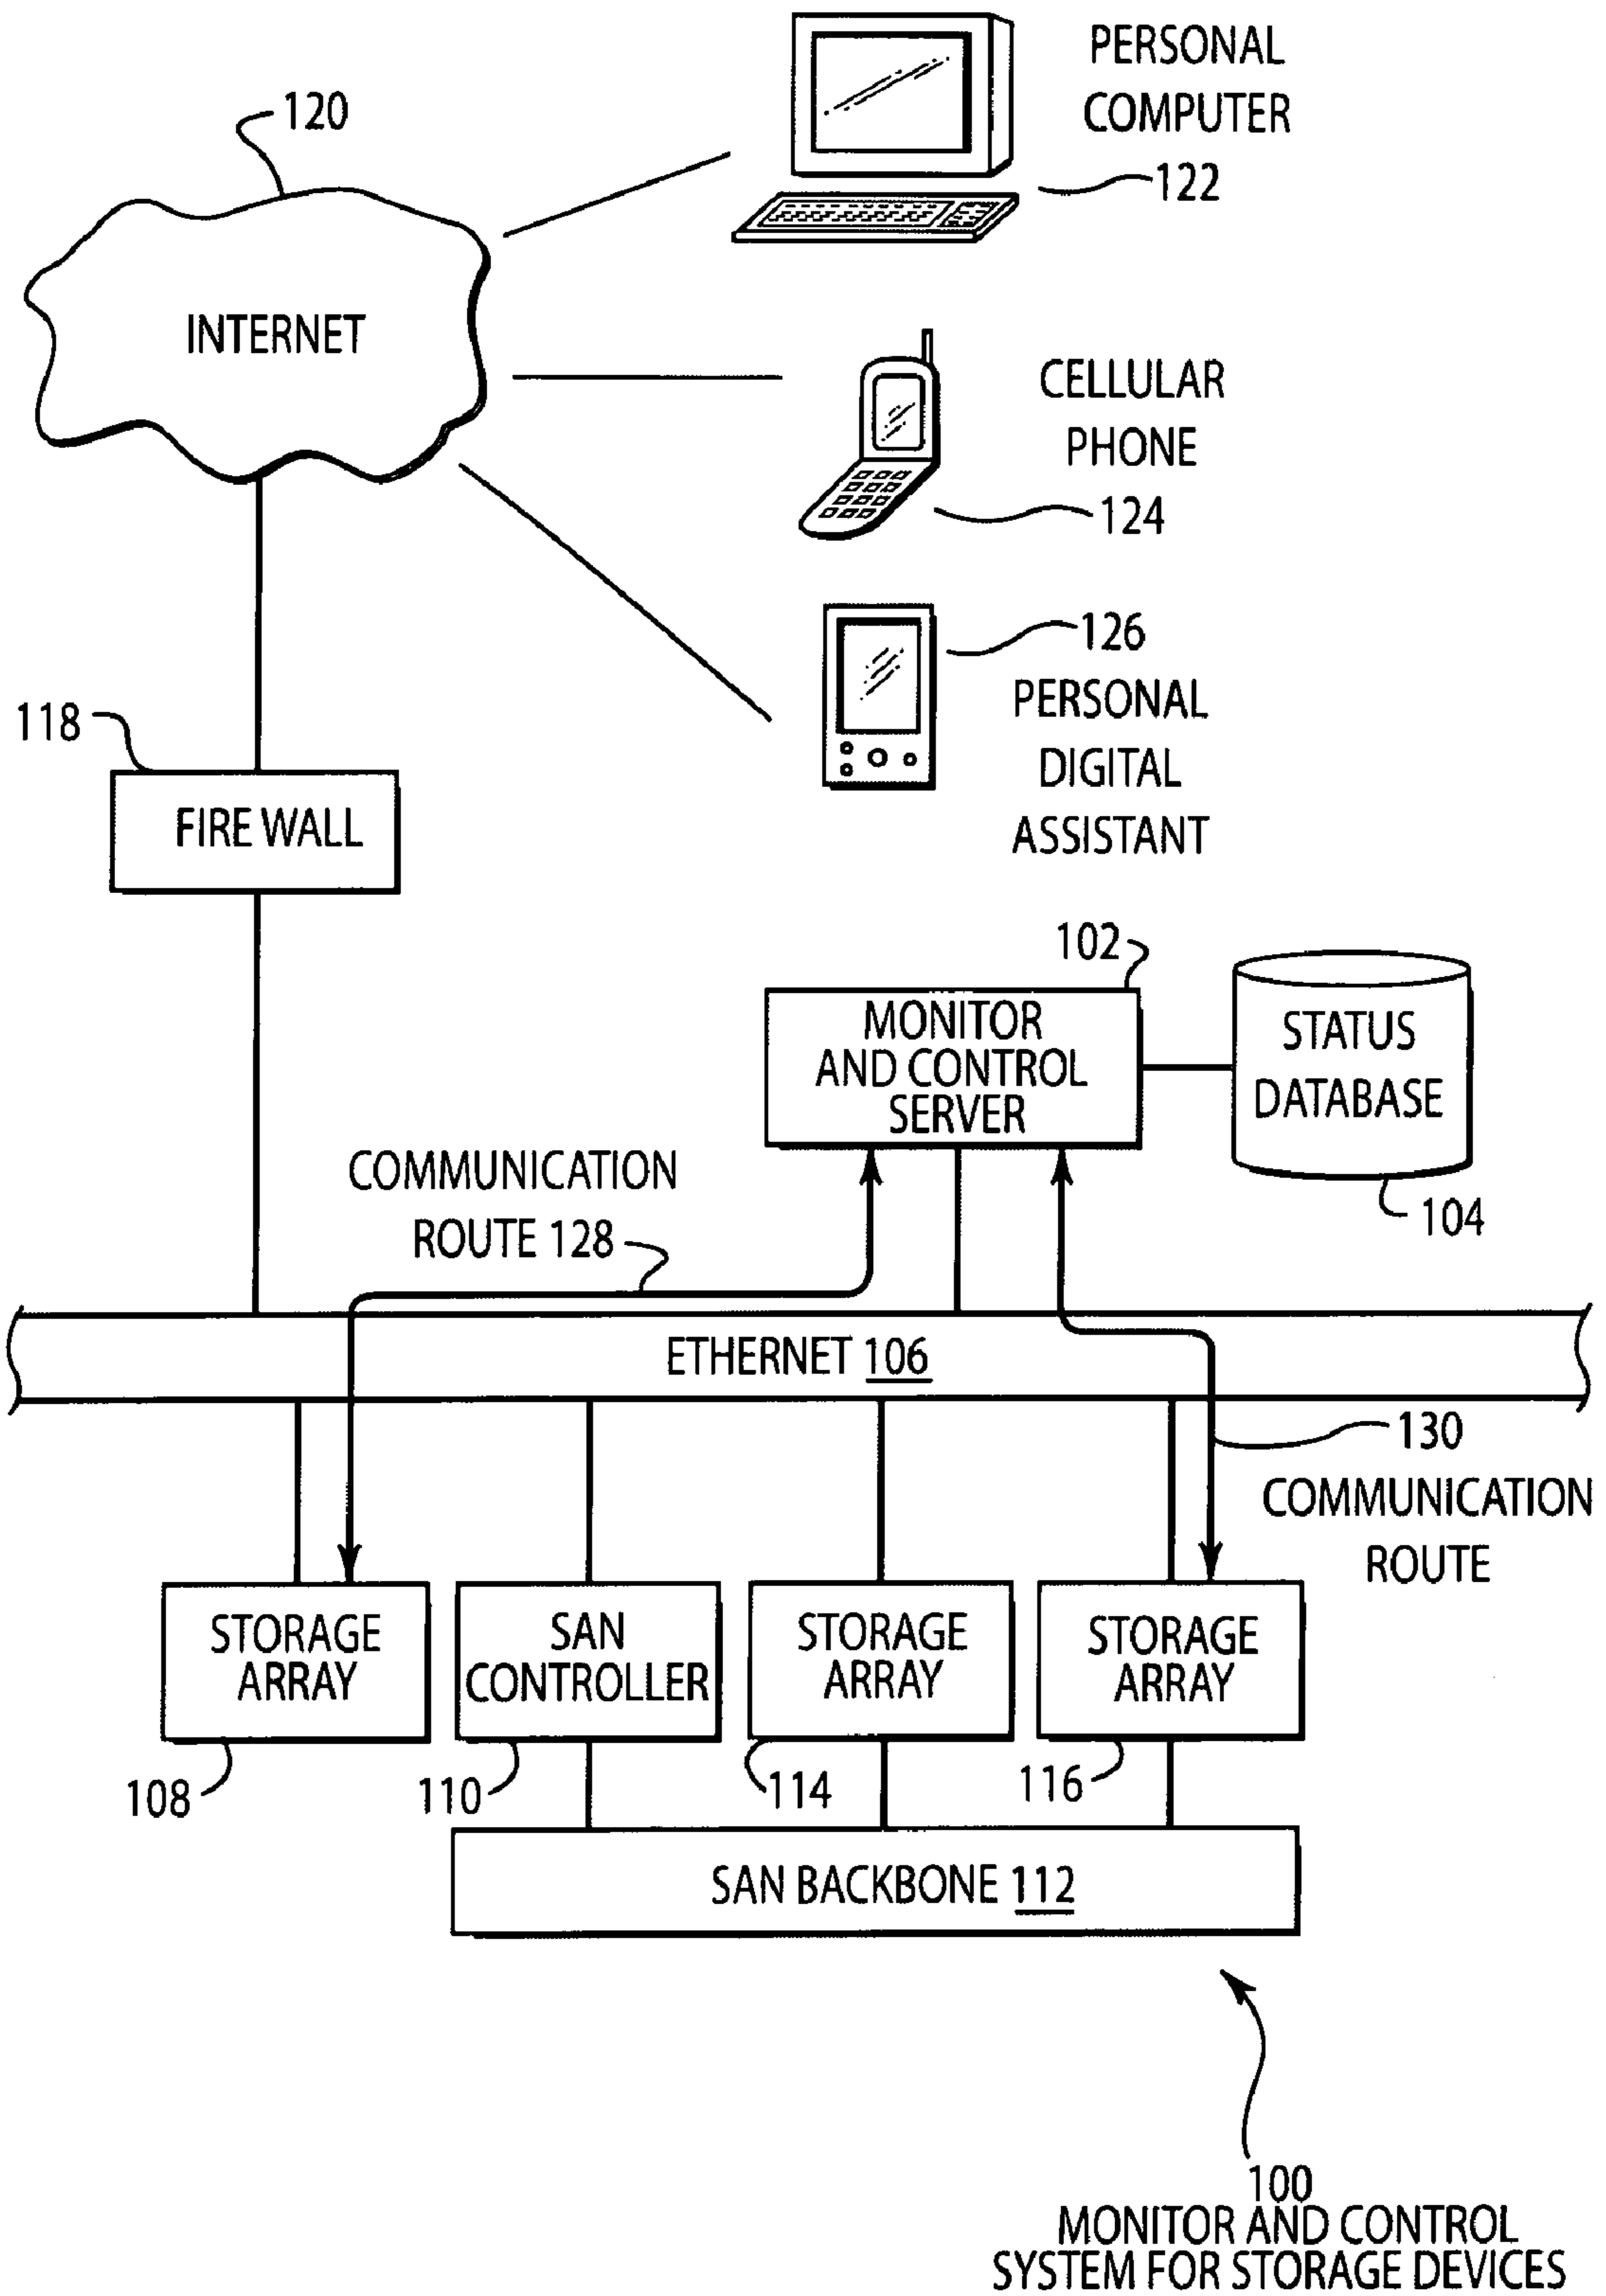 PERSONAL
COMPUTER
122
120
INTERNET
CELLULAR
PHONE
124
126
PERSONAL
DIGITAL
ASSISTANT
118
FIRE WALL
102
MONITOR
AND CONTROL
SERVER
STATUS
DATABASE
104
COMMUNICATION
ROUTE 128
ETHERNET 106
130
COMMUNICATION
ROUTE
STORAGE
ARRAY
108
SAN
CONTROLLER
110
STORAGE
ARRAY
114
STORAGE
ARRAY
116
SAN BACKBONE 112
100
MONITOR AND CONTROL
SYSTEM FOR STORAGE DEVICES